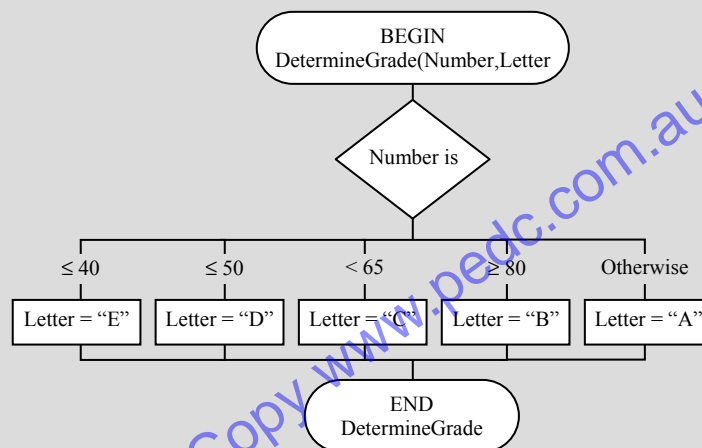 BEGIN
DetermineGrade(Number,Letter
Number is
≤ 40
≤ 50
< 65
≥ 80
Otherwise
Letter = “E”
Letter = “D”
Letter = “C”
Letter = “B”
Letter = “A”
END
DetermineGrade
Copy www.pedc.com.au